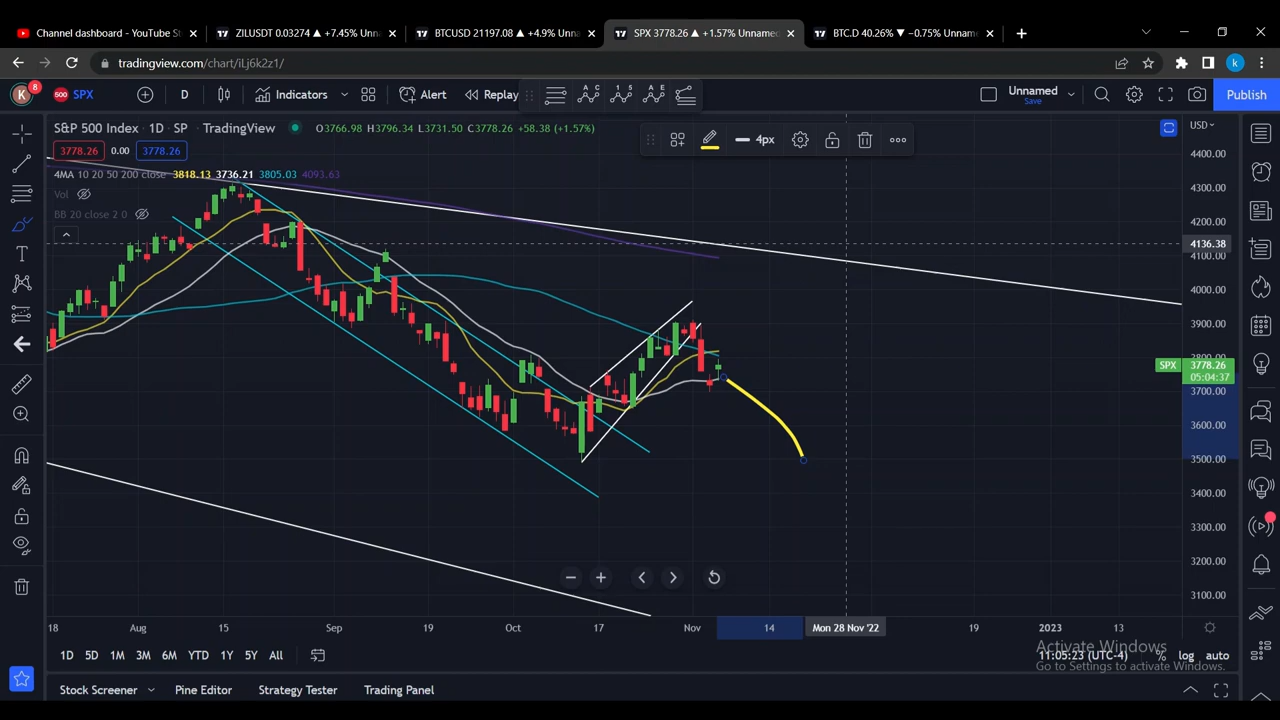 Channel dashboard - YouTube St
ZILUSDT 0.03274 ▲ +7.45% Unnam
BTCUSD 21197.08 ▲ +4.9% Unna
SPX 3778.26 ▲ +1.57% Unname
BTC.D 40.26% ▼ −0.75% Unnam
tradingview.com/chart/iLj6k2z1/
k
K
8
500
SPX
D
Indicators
Alert
Replay
Unnamed
Save
Publish
S&P 500 Index · 1D · SP · TradingView
O3766.98 H3796.34 L3731.50 C3778.26 +58.38 (+1.57%)
4px
USD
3778.26
0.00
3778.26
4MA 10 20 50 200 close 3818.13 3736.21 3805.03 4093.63
Vol
BB 20 close 2 0
4400.00
4300.00
4200.00
4136.38
4100.00
4000.00
3900.00
3800.00
SPX
3778.26
05:04:37
3700.00
3600.00
3500.00
3400.00
3300.00
3200.00
3100.00
18
Aug
15
Sep
19
Oct
17
Nov
14
Mon 28 Nov '22
19
2023
13
1D
5D
1M
3M
6M
YTD
1Y
5Y
All
11:05:23 (UTC-4)
%
log
auto
Activate Windows
Go to Settings to activate Windows.
Stock Screener
Pine Editor
Strategy Tester
Trading Panel